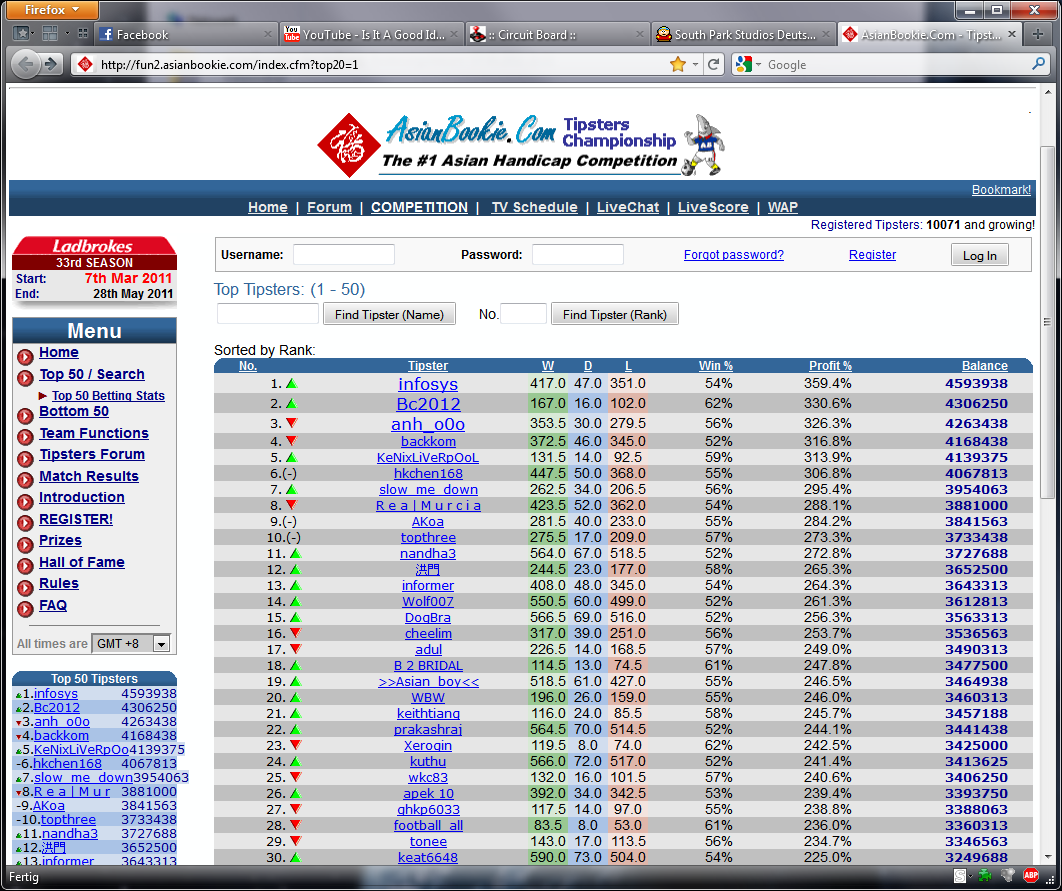 Firefox
Facebook
YouTube - Is It A Good Id...
:: Circuit Board ::
South Park Studios Deuts...
AsianBookie.Com - Tipst...
http://fun2.asianbookie.com/index.cfm?top20=1
Google
AsianBookie.Com Tipsters Championship
The #1 Asian Handicap Competition
Bookmark!
Home | Forum | COMPETITION | TV Schedule | LiveChat | LiveScore | WAP
Registered Tipsters: 10071 and growing!
Ladbrokes
33rd SEASON
Start: 7th Mar 2011
End: 28th May 2011
Menu
Home
Top 50 / Search
Top 50 Betting Stats
Bottom 50
Team Functions
Tipsters Forum
Match Results
Introduction
REGISTER!
Prizes
Hall of Fame
Rules
FAQ
All times are GMT +8
Top 50 Tipsters
1.infosys 4593938
2.Bc2012 4306250
3.anh_o0o 4263438
4.backkom 4168438
5.KeNixLiVeRpOo4139375
-6.hkchen168 4067813
7.slow_me_down3954063
8.R e a | M u r 3881000
-9.AKoa 3841563
-10.topthree 3733438
11.nandha3 3727688
12.洪門 3652500
13.informer 3643313
Username: Password: Forgot password? Register Log In
Top Tipsters: (1 - 50)
Find Tipster (Name) No. Find Tipster (Rank)
Sorted by Rank:
No. Tipster W D L Win % Profit % Balance
1. infosys 417.0 47.0 351.0 54% 359.4% 4593938
2. Bc2012 167.0 16.0 102.0 62% 330.6% 4306250
3. anh_o0o 353.5 30.0 279.5 56% 326.3% 4263438
4. backkom 372.5 46.0 345.0 52% 316.8% 4168438
5. KeNixLiVeRpOoL 131.5 14.0 92.5 59% 313.9% 4139375
6.(-) hkchen168 447.5 50.0 368.0 55% 306.8% 4067813
7. slow_me_down 262.5 34.0 206.5 56% 295.4% 3954063
8. R e a | M u r c i a 423.5 52.0 362.0 54% 288.1% 3881000
9.(-) AKoa 281.5 40.0 233.0 55% 284.2% 3841563
10.(-) topthree 275.5 17.0 209.0 57% 273.3% 3733438
11. nandha3 564.0 67.0 518.5 52% 272.8% 3727688
12. 洪門 244.5 23.0 177.0 58% 265.3% 3652500
13. informer 408.0 48.0 345.0 54% 264.3% 3643313
14. Wolf007 550.5 60.0 499.0 52% 261.3% 3612813
15. DogBra 566.5 69.0 516.0 52% 256.3% 3563313
16. cheelim 317.0 39.0 251.0 56% 253.7% 3536563
17. adul 226.5 14.0 168.5 57% 249.0% 3490313
18. B 2 BRIDAL 114.5 13.0 74.5 61% 247.8% 3477500
19. >>Asian_boy<< 518.5 61.0 427.0 55% 246.5% 3464938
20. WBW 196.0 26.0 159.0 55% 246.0% 3460313
21. keithtiang 116.0 24.0 85.5 58% 245.7% 3457188
22. prakashraj 564.5 70.0 514.5 52% 244.1% 3441438
23. Xeroqin 119.5 8.0 74.0 62% 242.5% 3425000
24. kuthu 566.0 72.0 517.0 52% 241.4% 3413625
25. wkc83 132.0 16.0 101.5 57% 240.6% 3406250
26. apek 10 392.0 34.0 342.5 53% 239.4% 3393750
27. ghkp6033 117.5 14.0 97.0 55% 238.8% 3388063
28. football_all 83.5 8.0 53.0 61% 236.0% 3360313
29. tonee 143.0 17.0 113.5 56% 234.7% 3346563
30. keat6648 590.0 73.0 504.0 54% 225.0% 3249688
Fertig
ABP